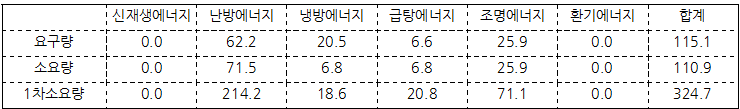 신재생에너지 난방에너지 냉방에너지 급탕에너지 조명에너지 환기에너지 합계
요구량 0.0 62.2 20.5 6.6 25.9 0.0 115.1
소요량 0.0 71.5 6.8 6.8 25.9 0.0 110.9
1차소요량 0.0 214.2 18.6 20.8 71.1 0.0 324.7